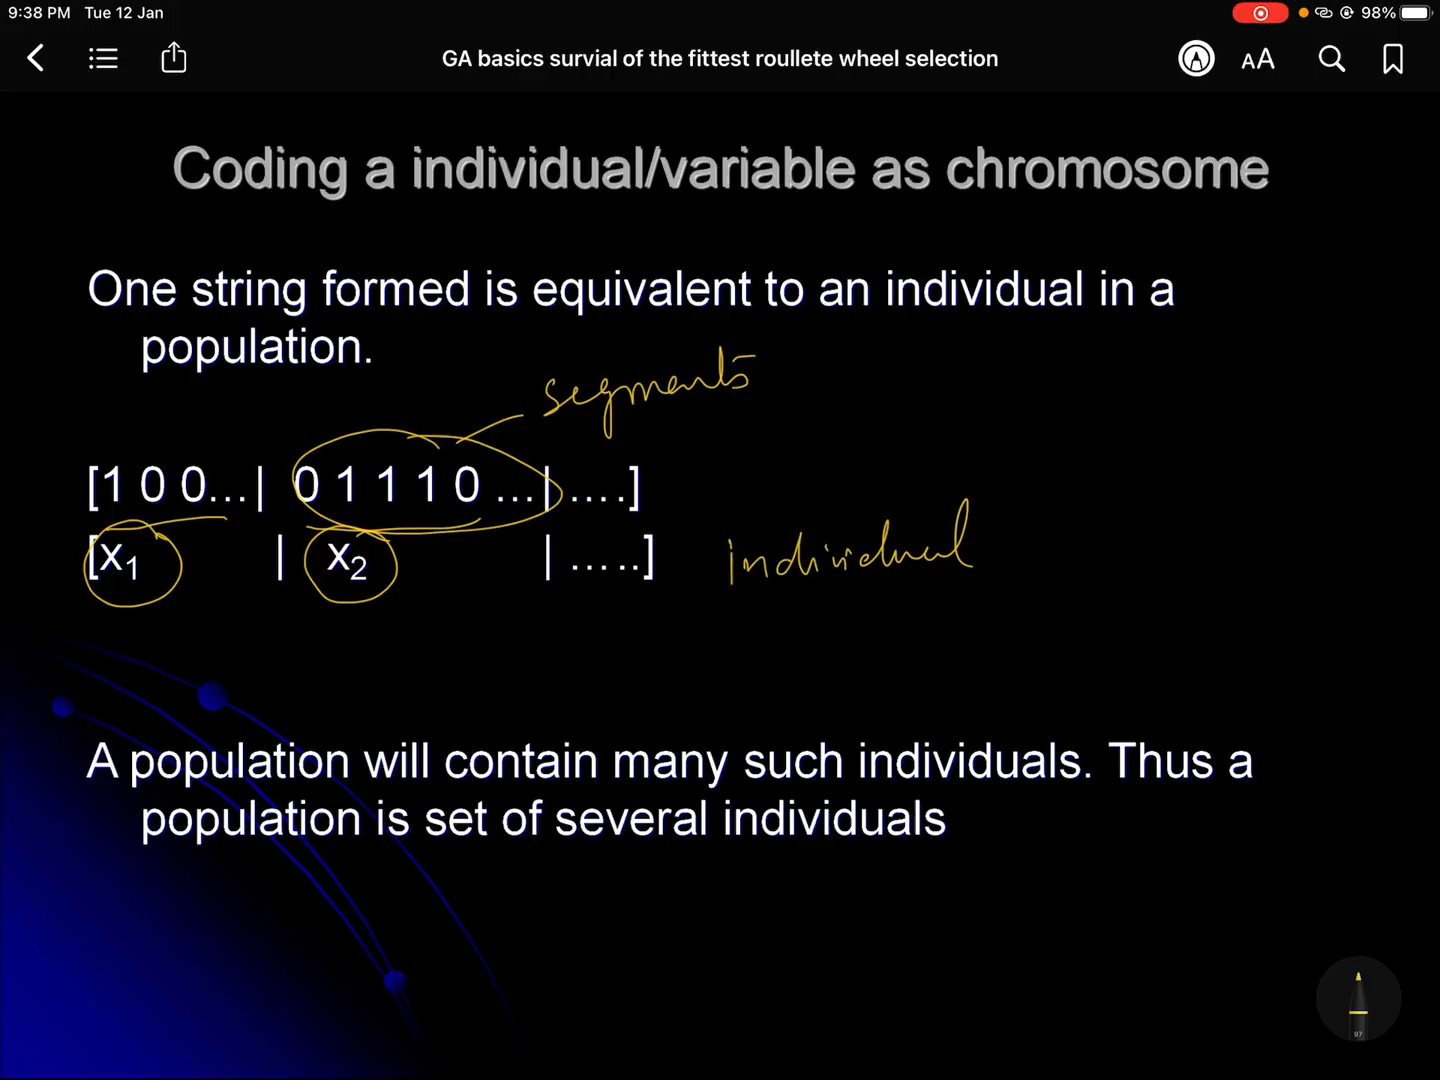 9:38 PM Tue 12 Jan 98%
GA basics survial of the fittest roullete wheel selection AA
Coding a individual/variable as chromosome
One string formed is equivalent to an individual in a
population.
segments
[1 0 0...| 0 1 1 1 0 ...| ....]
[x₁ | x₂ | .....] individual
A population will contain many such individuals. Thus a
population is set of several individuals
97